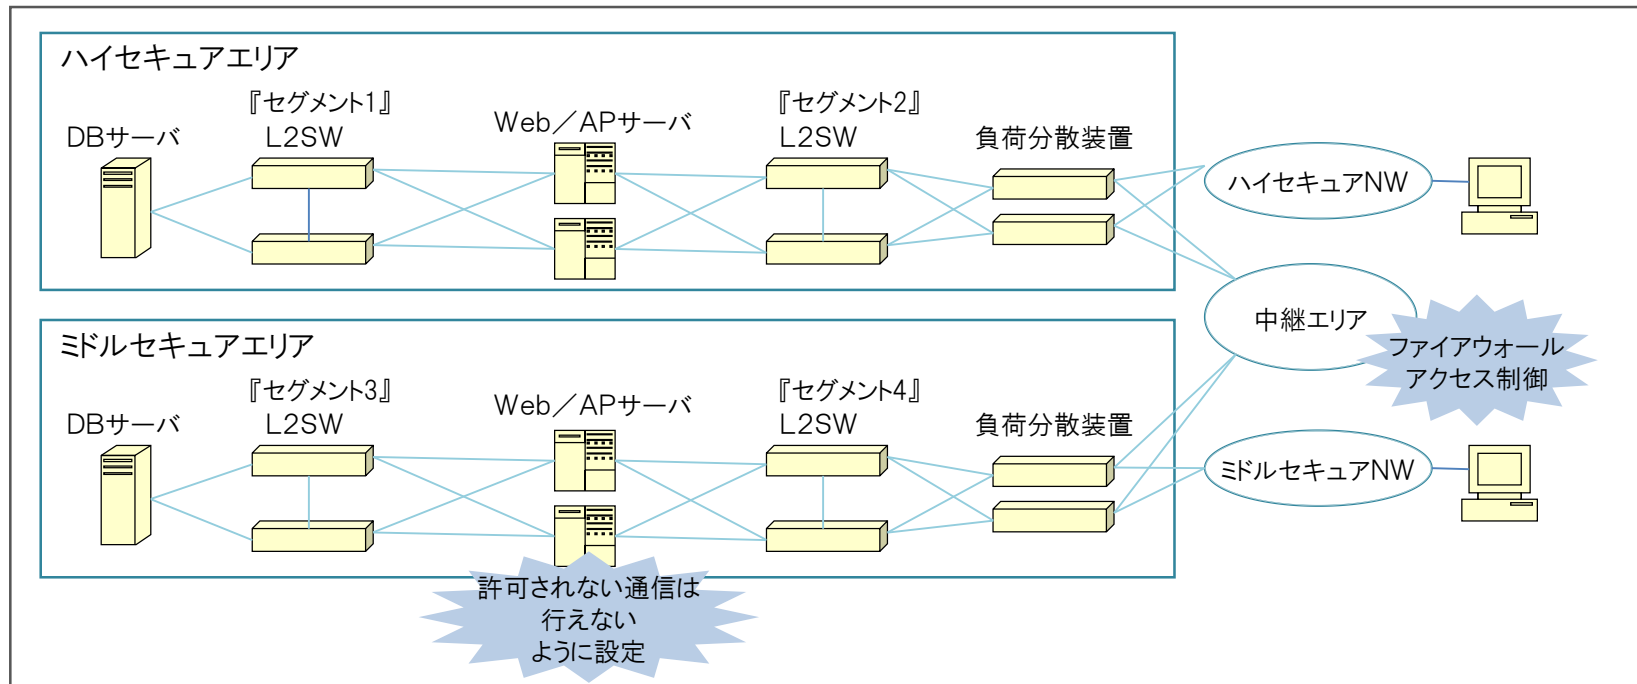 ハイセキュアエリア
『セグメント1』
『セグメント2』
DBサーバ
L2SW
Web/APサーバ
L2SW
負荷分散装置
ハイセキュアNW
中継エリア
ファイアウォール
アクセス制御
ミドルセキュアエリア
『セグメント3』
『セグメント4』
DBサーバ
L2SW
Web/APサーバ
L2SW
負荷分散装置
ミドルセキュアNW
許可されない通信は
行えない
ように設定